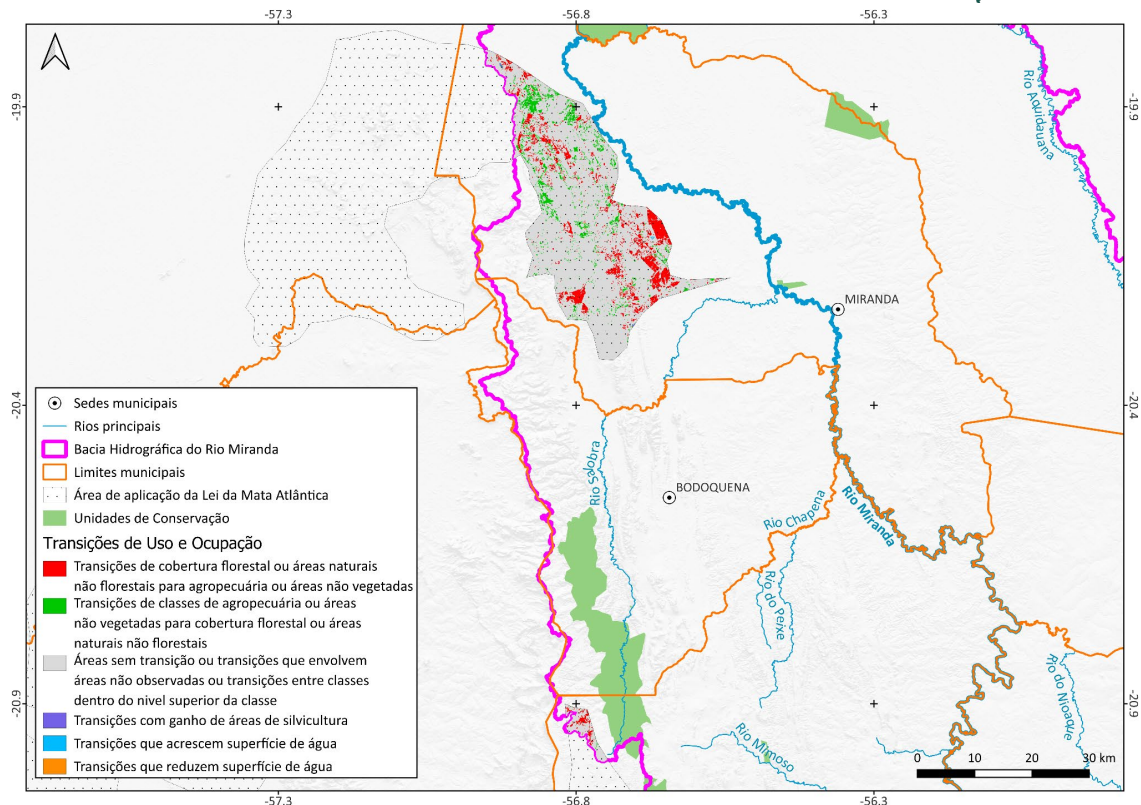 -57.3
-56.8
-56.3
-19.9
-19.9
Rio Aquidauana
MIRANDA
-20.4
-20.4
Rio Salobra
BODOQUENA
Rio Chapena
Rio Miranda
Rio do Peixe
Rio do Nioaque
Rio Mimoso
-20.9
-20.9
Sedes municipais
Rios principais
Bacia Hidrográfica do Rio Miranda
Limites municipais
Área de aplicação da Lei da Mata Atlântica
Unidades de Conservação
Transições de Uso e Ocupação
Transições de cobertura florestal ou áreas naturais
não florestais para agropecuária ou áreas não vegetadas
Transições de classes de agropecuária ou áreas
não vegetadas para cobertura florestal ou áreas
naturais não florestais
Áreas sem transição ou transições que envolvem
áreas não observadas ou transições entre classes
dentro do nivel superior da classe
Transições com ganho de áreas de silvicultura
Transições que acrescem superfície de água
Transições que reduzem superfície de água
0 10 20 30 km
-57.3
-56.8
-56.3